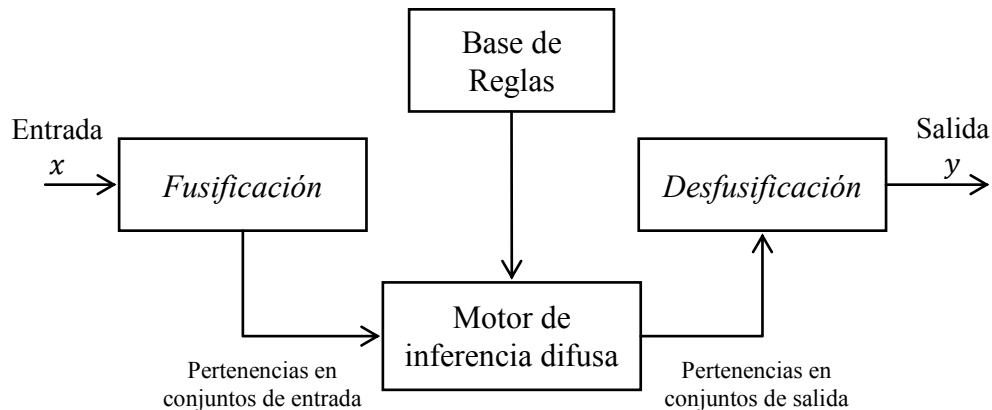 Base de
Reglas
Entrada
x
Fusificación
Desfusificación
Salida
y
Motor de
inferencia difusa
Pertenencias en
conjuntos de entrada
Pertenencias en
conjuntos de salida